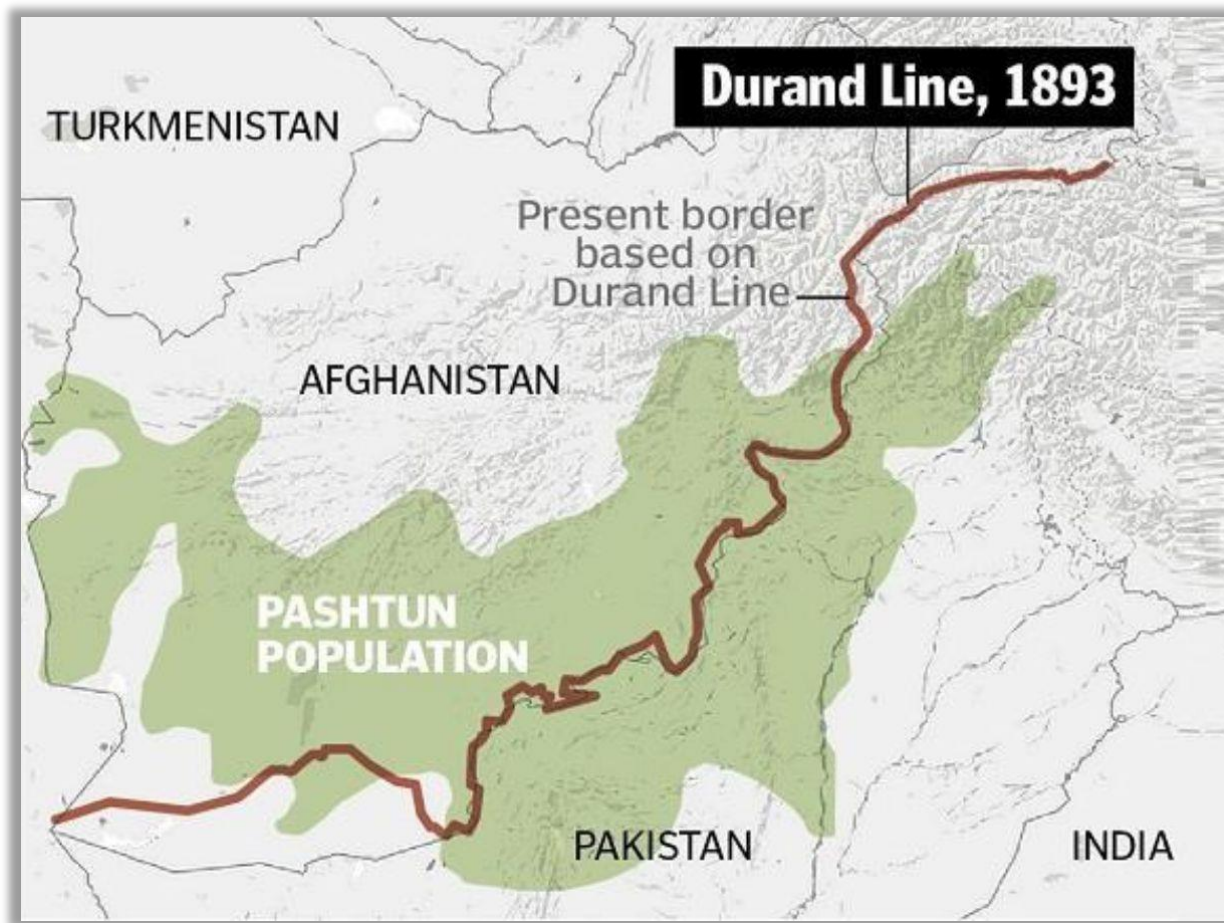 Durand Line, 1893
TURKMENISTAN
Present border
based on
Durand Line
AFGHANISTAN
PASHTUN
POPULATION
PAKISTAN
INDIA